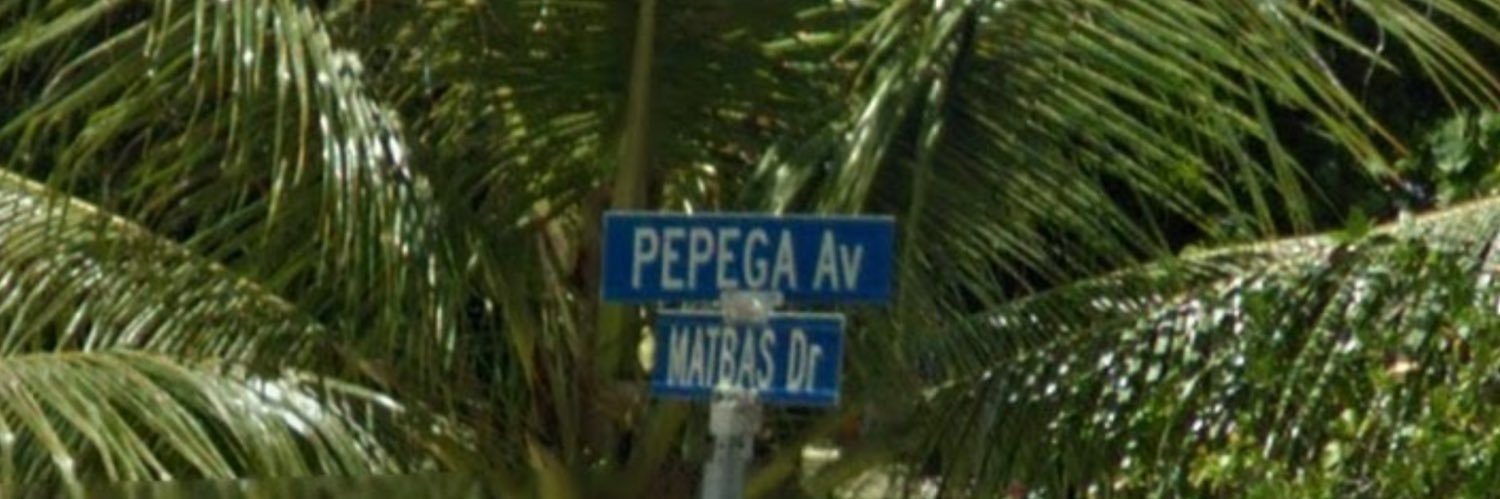 PEPEGA Av
MATBAS Dr